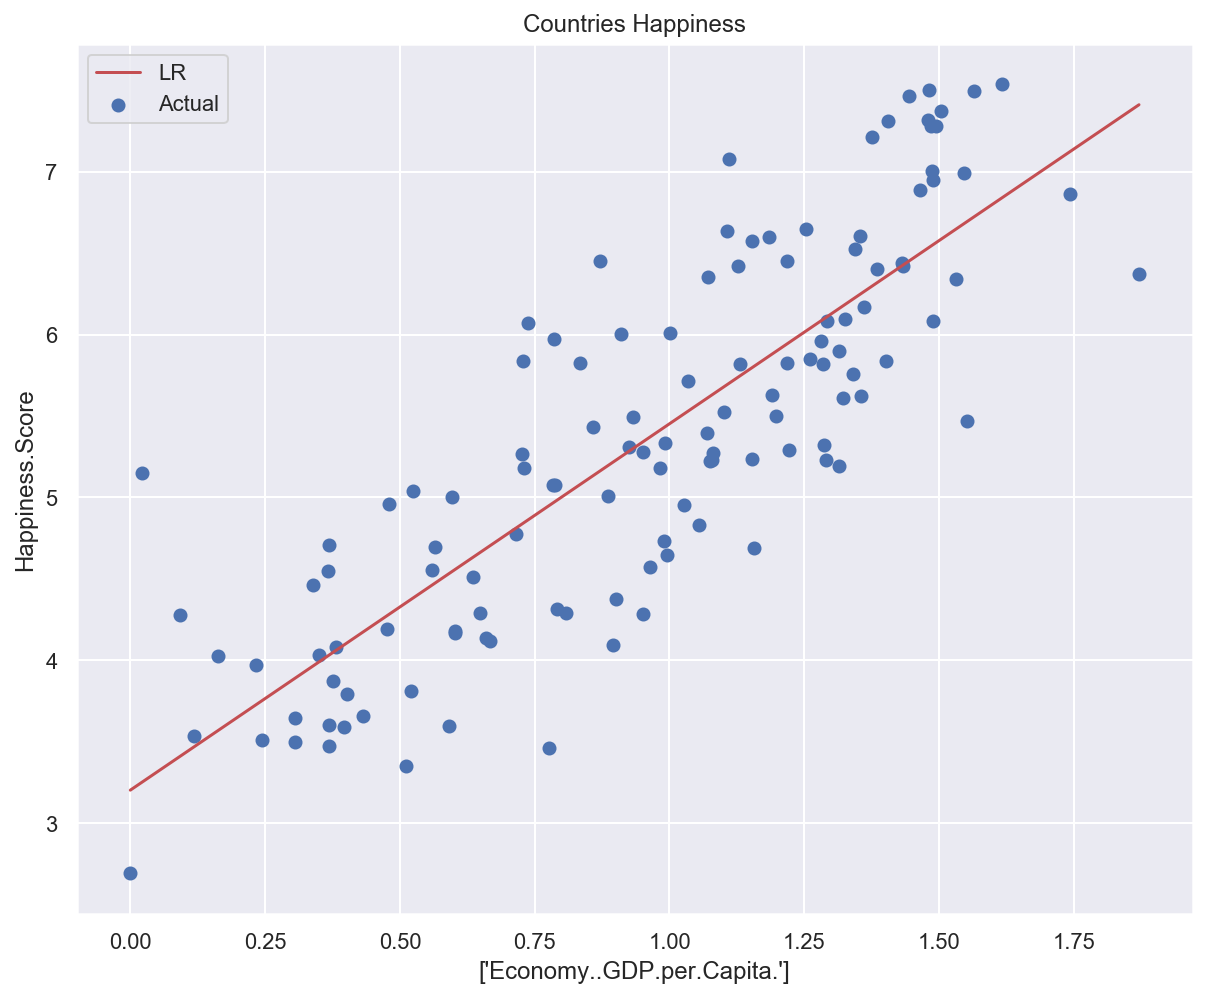 Countries Happiness
LR
Actual
7
6
5
4
3
Happiness.Score
0.00 0.25 0.50 0.75 1.00 1.25 1.50 1.75
['Economy..GDP.per.Capita.']